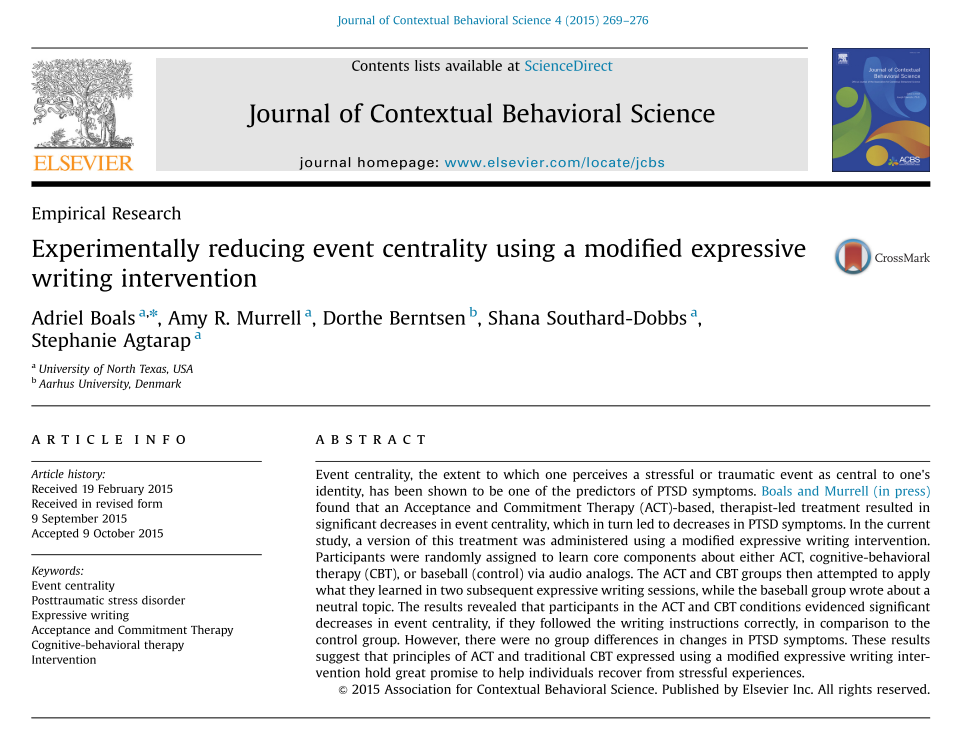 Journal of Contextual Behavioral Science 4 (2015) 269–276
Contents lists available at ScienceDirect
Journal of Contextual Behavioral Science
journal homepage: www.elsevier.com/locate/jcbs
ELSEVIER
Journal of Contextual
Behavioral Science
ACBS
Empirical Research
Experimentally reducing event centrality using a modified expressive
writing intervention
CrossMark
Adriel Boals a,*, Amy R. Murrell a, Dorthe Berntsen b, Shana Southard-Dobbs a,
Stephanie Agtarap a
a University of North Texas, USA
b Aarhus University, Denmark
ARTICLE INFO
Article history:
Received 19 February 2015
Received in revised form
9 September 2015
Accepted 9 October 2015
Keywords:
Event centrality
Posttraumatic stress disorder
Expressive writing
Acceptance and Commitment Therapy
Cognitive-behavioral therapy
Intervention
ABSTRACT
Event centrality, the extent to which one perceives a stressful or traumatic event as central to one's
identity, has been shown to be one of the predictors of PTSD symptoms. Boals and Murrell (in press)
found that an Acceptance and Commitment Therapy (ACT)-based, therapist-led treatment resulted in
significant decreases in event centrality, which in turn led to decreases in PTSD symptoms. In the current
study, a version of this treatment was administered using a modified expressive writing intervention.
Participants were randomly assigned to learn core components about either ACT, cognitive-behavioral
therapy (CBT), or baseball (control) via audio analogs. The ACT and CBT groups then attempted to apply
what they learned in two subsequent expressive writing sessions, while the baseball group wrote about a
neutral topic. The results revealed that participants in the ACT and CBT conditions evidenced significant
decreases in event centrality, if they followed the writing instructions correctly, in comparison to the
control group. However, there were no group differences in changes in PTSD symptoms. These results
suggest that principles of ACT and traditional CBT expressed using a modified expressive writing inter-
vention hold great promise to help individuals recover from stressful experiences.
© 2015 Association for Contextual Behavioral Science. Published by Elsevier Inc. All rights reserved.